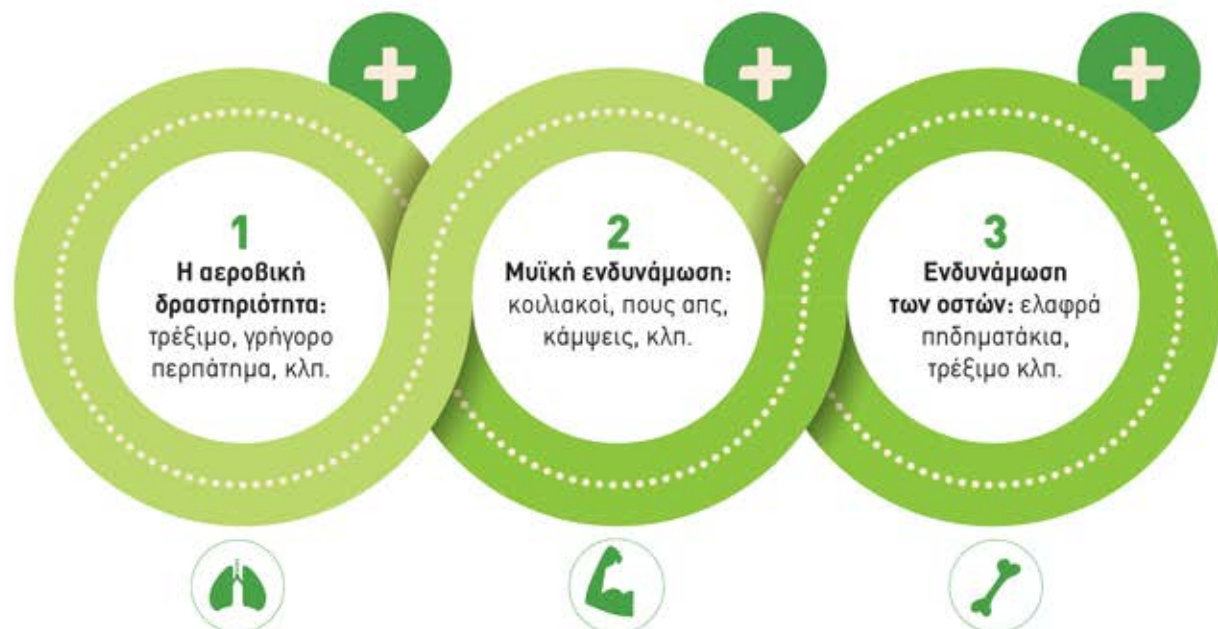 1
Η αεροβική
δραστηριότητα:
τρέξιμο, γρήγορο
περπάτημα, κλπ.
2
Μυϊκή ενδυνάμωση:
κοιλιακοί, πους απς,
κάμψεις, κλπ.
3
Ενδυνάμωση
των οστών: ελαφρά
πηδηματάκια,
τρέξιμο κλπ.